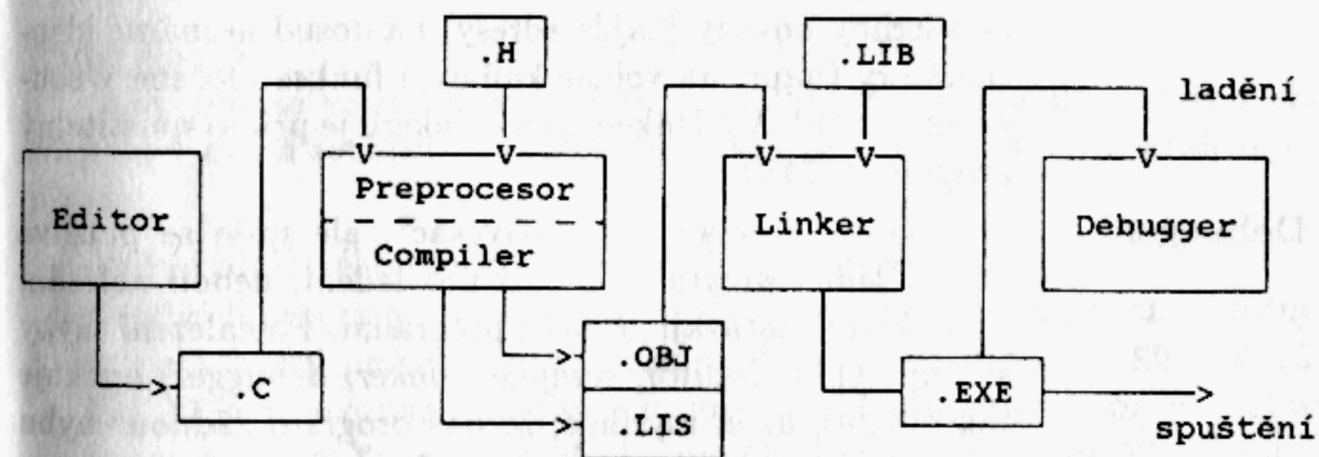 .H
.LIB
ladění
V V V V V
Editor
Preprocesor
Compiler
Linker
Debugger
.C
.OBJ
.LIS
.EXE
spuštění